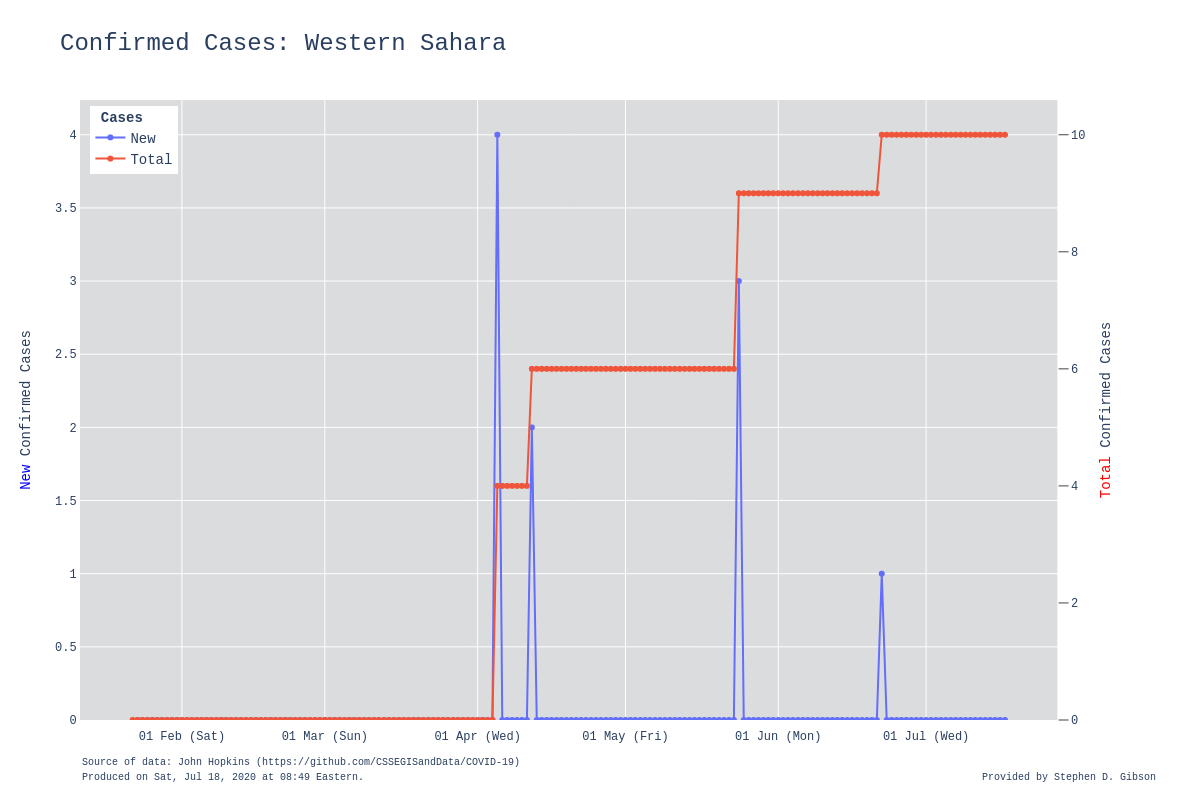 Confirmed Cases: Western Sahara
Cases
New
Total
4
3.5
3
2.5
2
1.5
1
0.5
0
10
8
6
4
2
0
New Confirmed Cases
Total Confirmed Cases
01 Feb (Sat)
01 Mar (Sun)
01 Apr (Wed)
01 May (Fri)
01 Jun (Mon)
01 Jul (Wed)
Source of data: John Hopkins (https://github.com/CSSEGISandData/COVID-19)
Produced on Sat, Jul 18, 2020 at 08:49 Eastern.
Provided by Stephen D. Gibson